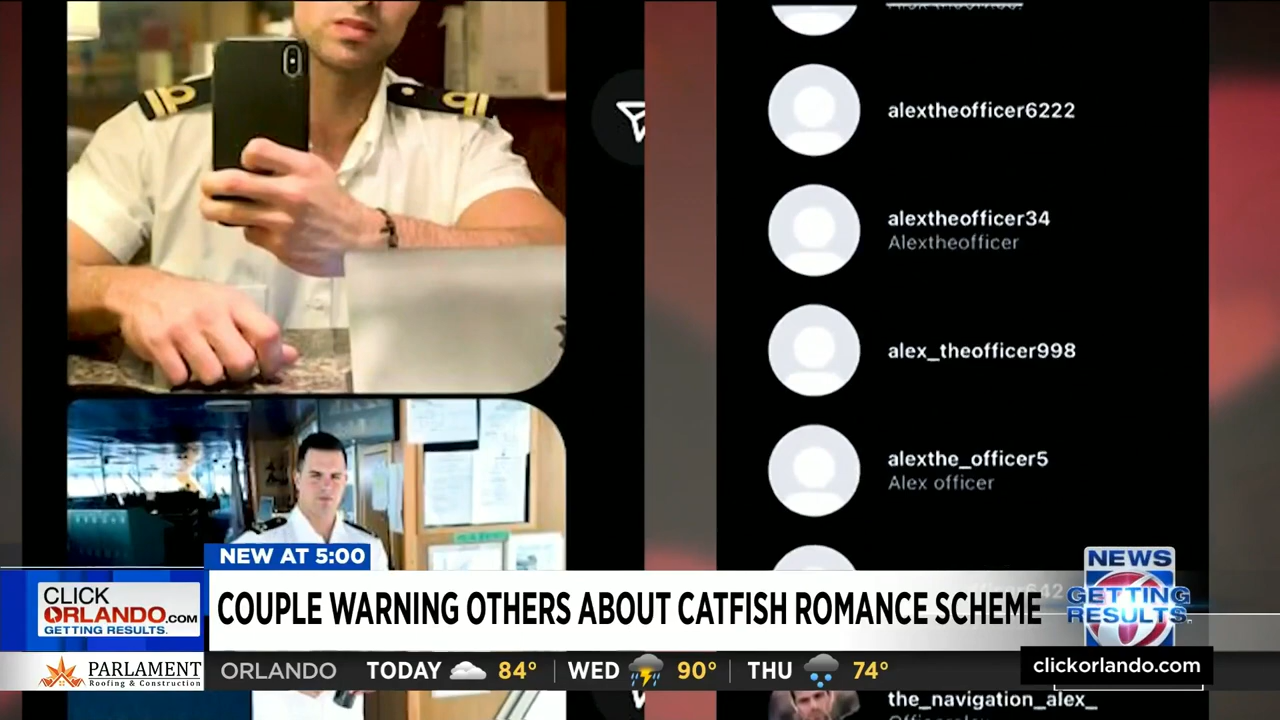 alextheofficer6222
alextheofficer34
Alextheofficer
alex_theofficer998
alexthe_officer5
Alex officer
NEW AT 5:00
COUPLE WARNING OTHERS ABOUT CATFISH ROMANCE SCHEME
CLICK
ORLANDO.COM
GETTING RESULTS.
NEWS
6
GETTING
RESULTS
PARLAMENT
Roofing & Construction
ORLANDO TODAY 84° WED 90° THU 74°
clickorlando.com
the_navigation_alex_